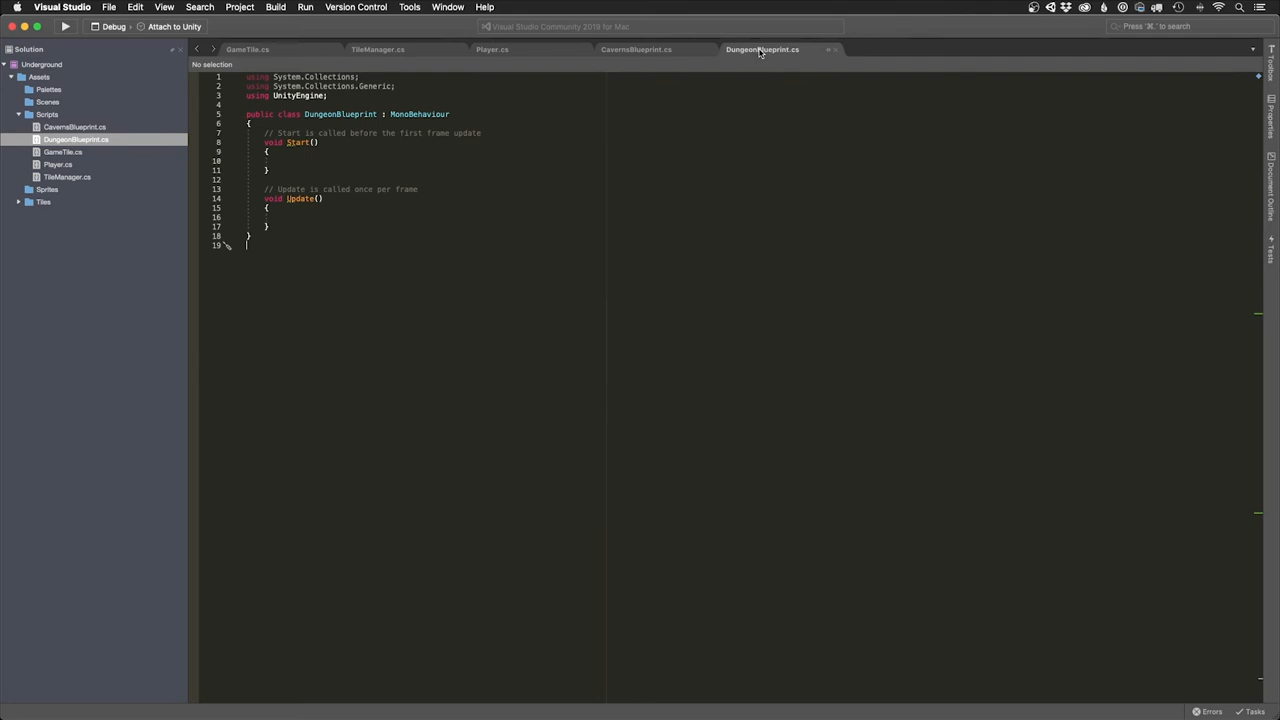 Visual Studio File Edit View Search Project Build Run Version Control Tools Window Help
Debug Attach to Unity Visual Studio Community 2019 for Mac Press '⌘.' to search
Solution GameTile.cs TileManager.cs Player.cs CavernsBlueprint.cs DungeonBlueprint.cs
Underground
Assets
Palettes
Scenes
Scripts
CavernsBlueprint.cs
DungeonBlueprint.cs
GameTile.cs
Player.cs
TileManager.cs
Sprites
Tiles
No selection
1 using System.Collections;
2 using System.Collections.Generic;
3 using UnityEngine;
4
5 public class DungeonBlueprint : MonoBehaviour
6 {
7 // Start is called before the first frame update
8 void Start()
9 {
10
11 }
12
13 // Update is called once per frame
14 void Update()
15 {
16
17 }
18 }
19
Toolbox
Properties
Document Outline
Tests
Errors Tasks